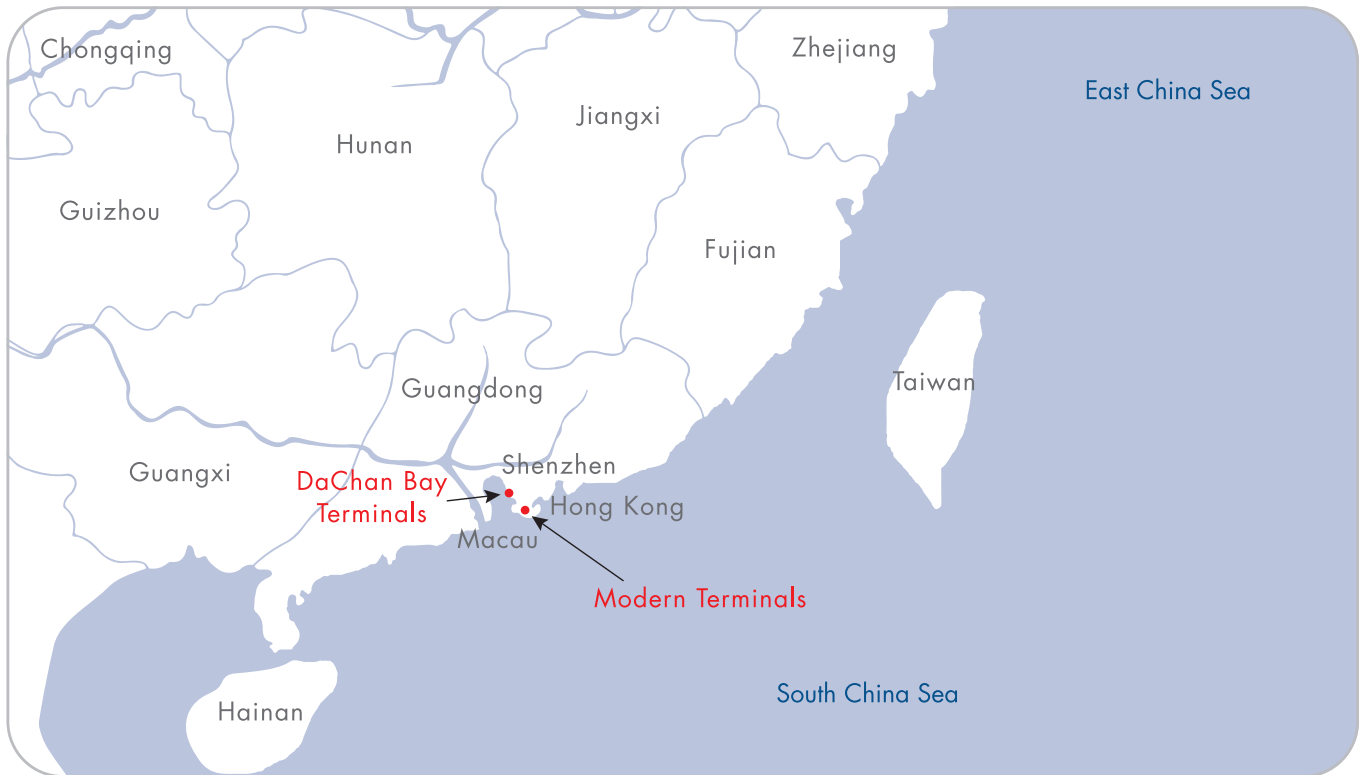 Chongqing
Zhejiang
East China Sea
Jiangxi
Hunan
Guizhou
Fujian
Taiwan
Guangdong
Guangxi
Shenzhen
DaChan Bay
Terminals
Hong Kong
Macau
Modern Terminals
South China Sea
Hainan